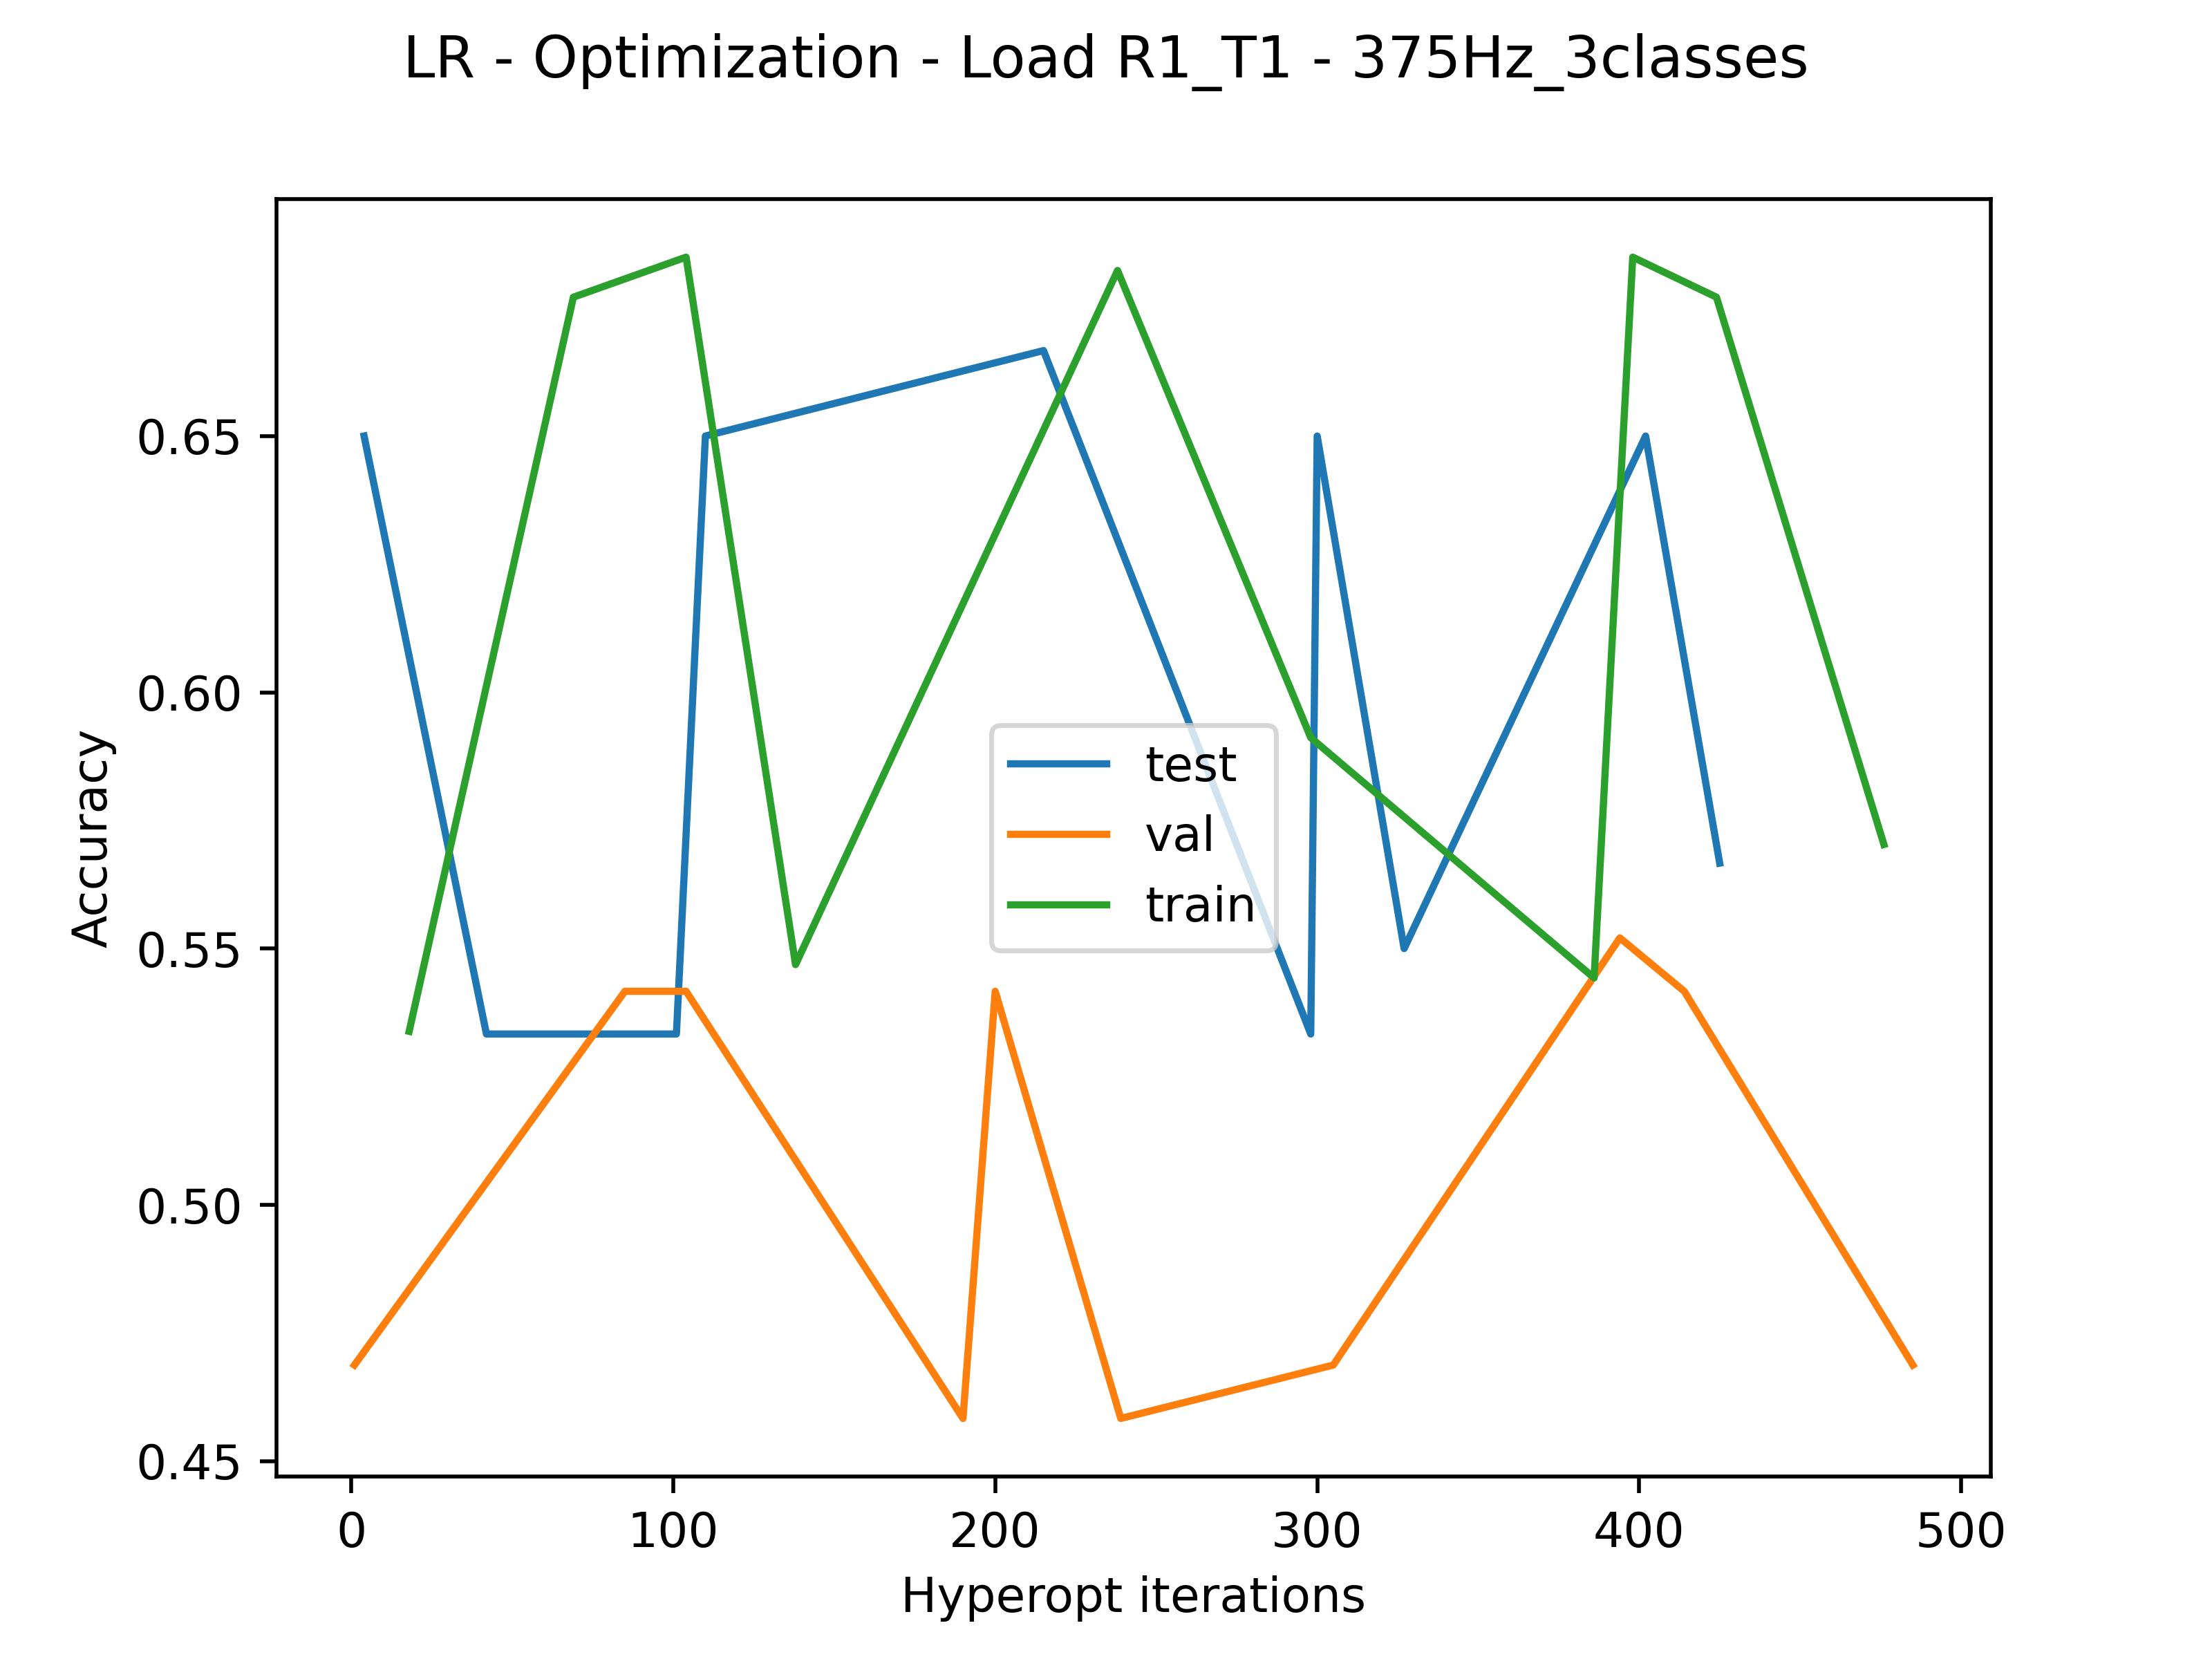 LR - Optimization - Load R1_T1 - 375Hz_3classes
Accuracy
0.65
0.60
0.55
0.50
0.45
test
val
train
0 100 200 300 400 500
Hyperopt iterations